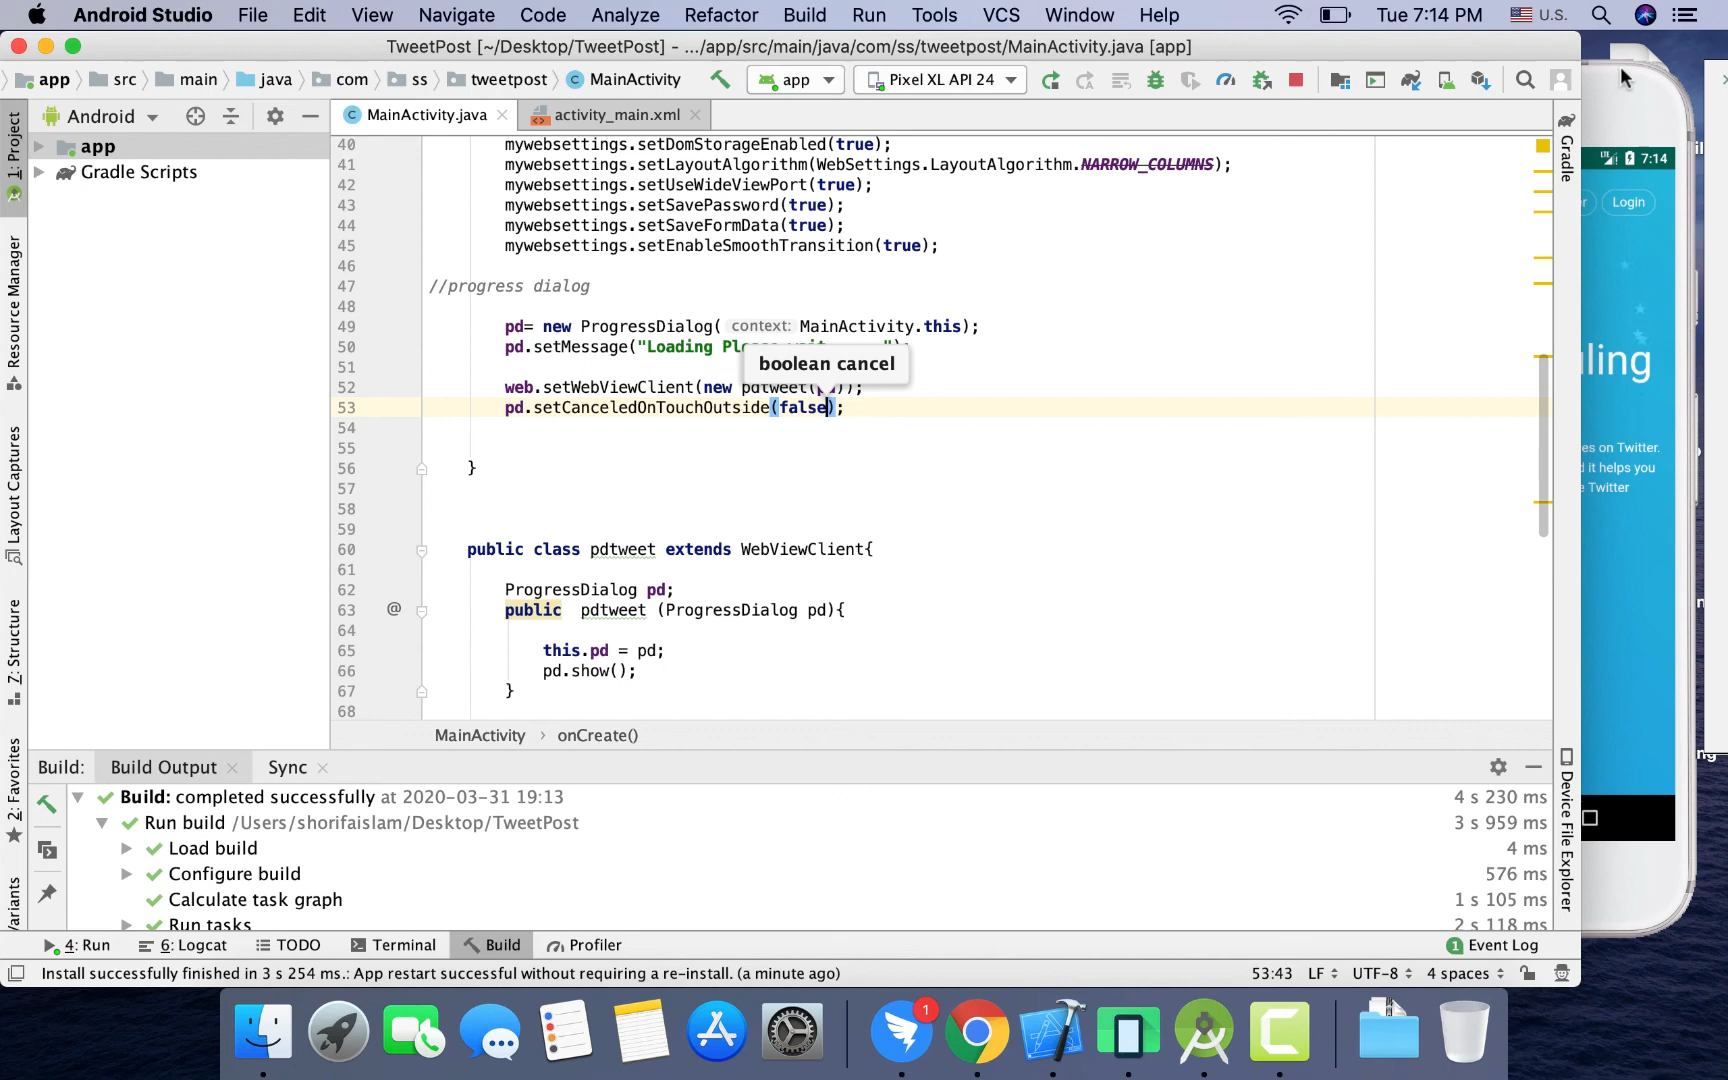 Android Studio File Edit View Navigate Code Analyze Refactor Build Run Tools VCS Window Help Tue 7:14 PM U.S.
TweetPost [~/Desktop/TweetPost] - .../app/src/main/java/com/ss/tweetpost/MainActivity.java [app]
app src main java com ss tweetpost MainActivity app Pixel XL API 24
Android
MainActivity.java activity_main.xml
app
Gradle Scripts
1: Project
Resource Manager
Layout Captures
Z: Structure
2: Favorites
40 mywebsettings.setDomStorageEnabled(true);
41 mywebsettings.setLayoutAlgorithm(WebSettings.LayoutAlgorithm.NARROW_COLUMNS);
42 mywebsettings.setUseWideViewPort(true);
43 mywebsettings.setSavePassword(true);
44 mywebsettings.setSaveFormData(true);
45 mywebsettings.setEnableSmoothTransition(true);
46
47 //progress dialog
48
49 pd= new ProgressDialog( context: MainActivity.this);
50 pd.setMessage("Loading
51
boolean cancel
52 web.setWebViewClient(new pdtweet(
53 pd.setCanceledOnTouchOutside(false);
54
55
56 }
57
58
59
60 public class pdtweet extends WebViewClient{
61
62 ProgressDialog pd;
63 @ public pdtweet (ProgressDialog pd){
64
65 this.pd = pd;
66 pd.show();
67 }
68
MainActivity › onCreate()
Gradle
Device File Explorer
LTE 7:14
Login
es on Twitter.
it helps you
Twitter
Build: Build Output Sync
Build: completed successfully at 2020-03-31 19:13 4 s 230 ms
Run build /Users/shorifaislam/Desktop/TweetPost 3 s 959 ms
Load build 4 ms
Configure build 576 ms
Calculate task graph 1 s 105 ms
Run tasks 2 s 118 ms
4: Run 6: Logcat TODO Terminal Build Profiler 1 Event Log
Install successfully finished in 3 s 254 ms.: App restart successful without requiring a re-install. (a minute ago) 53:43 LF UTF-8 4 spaces
1